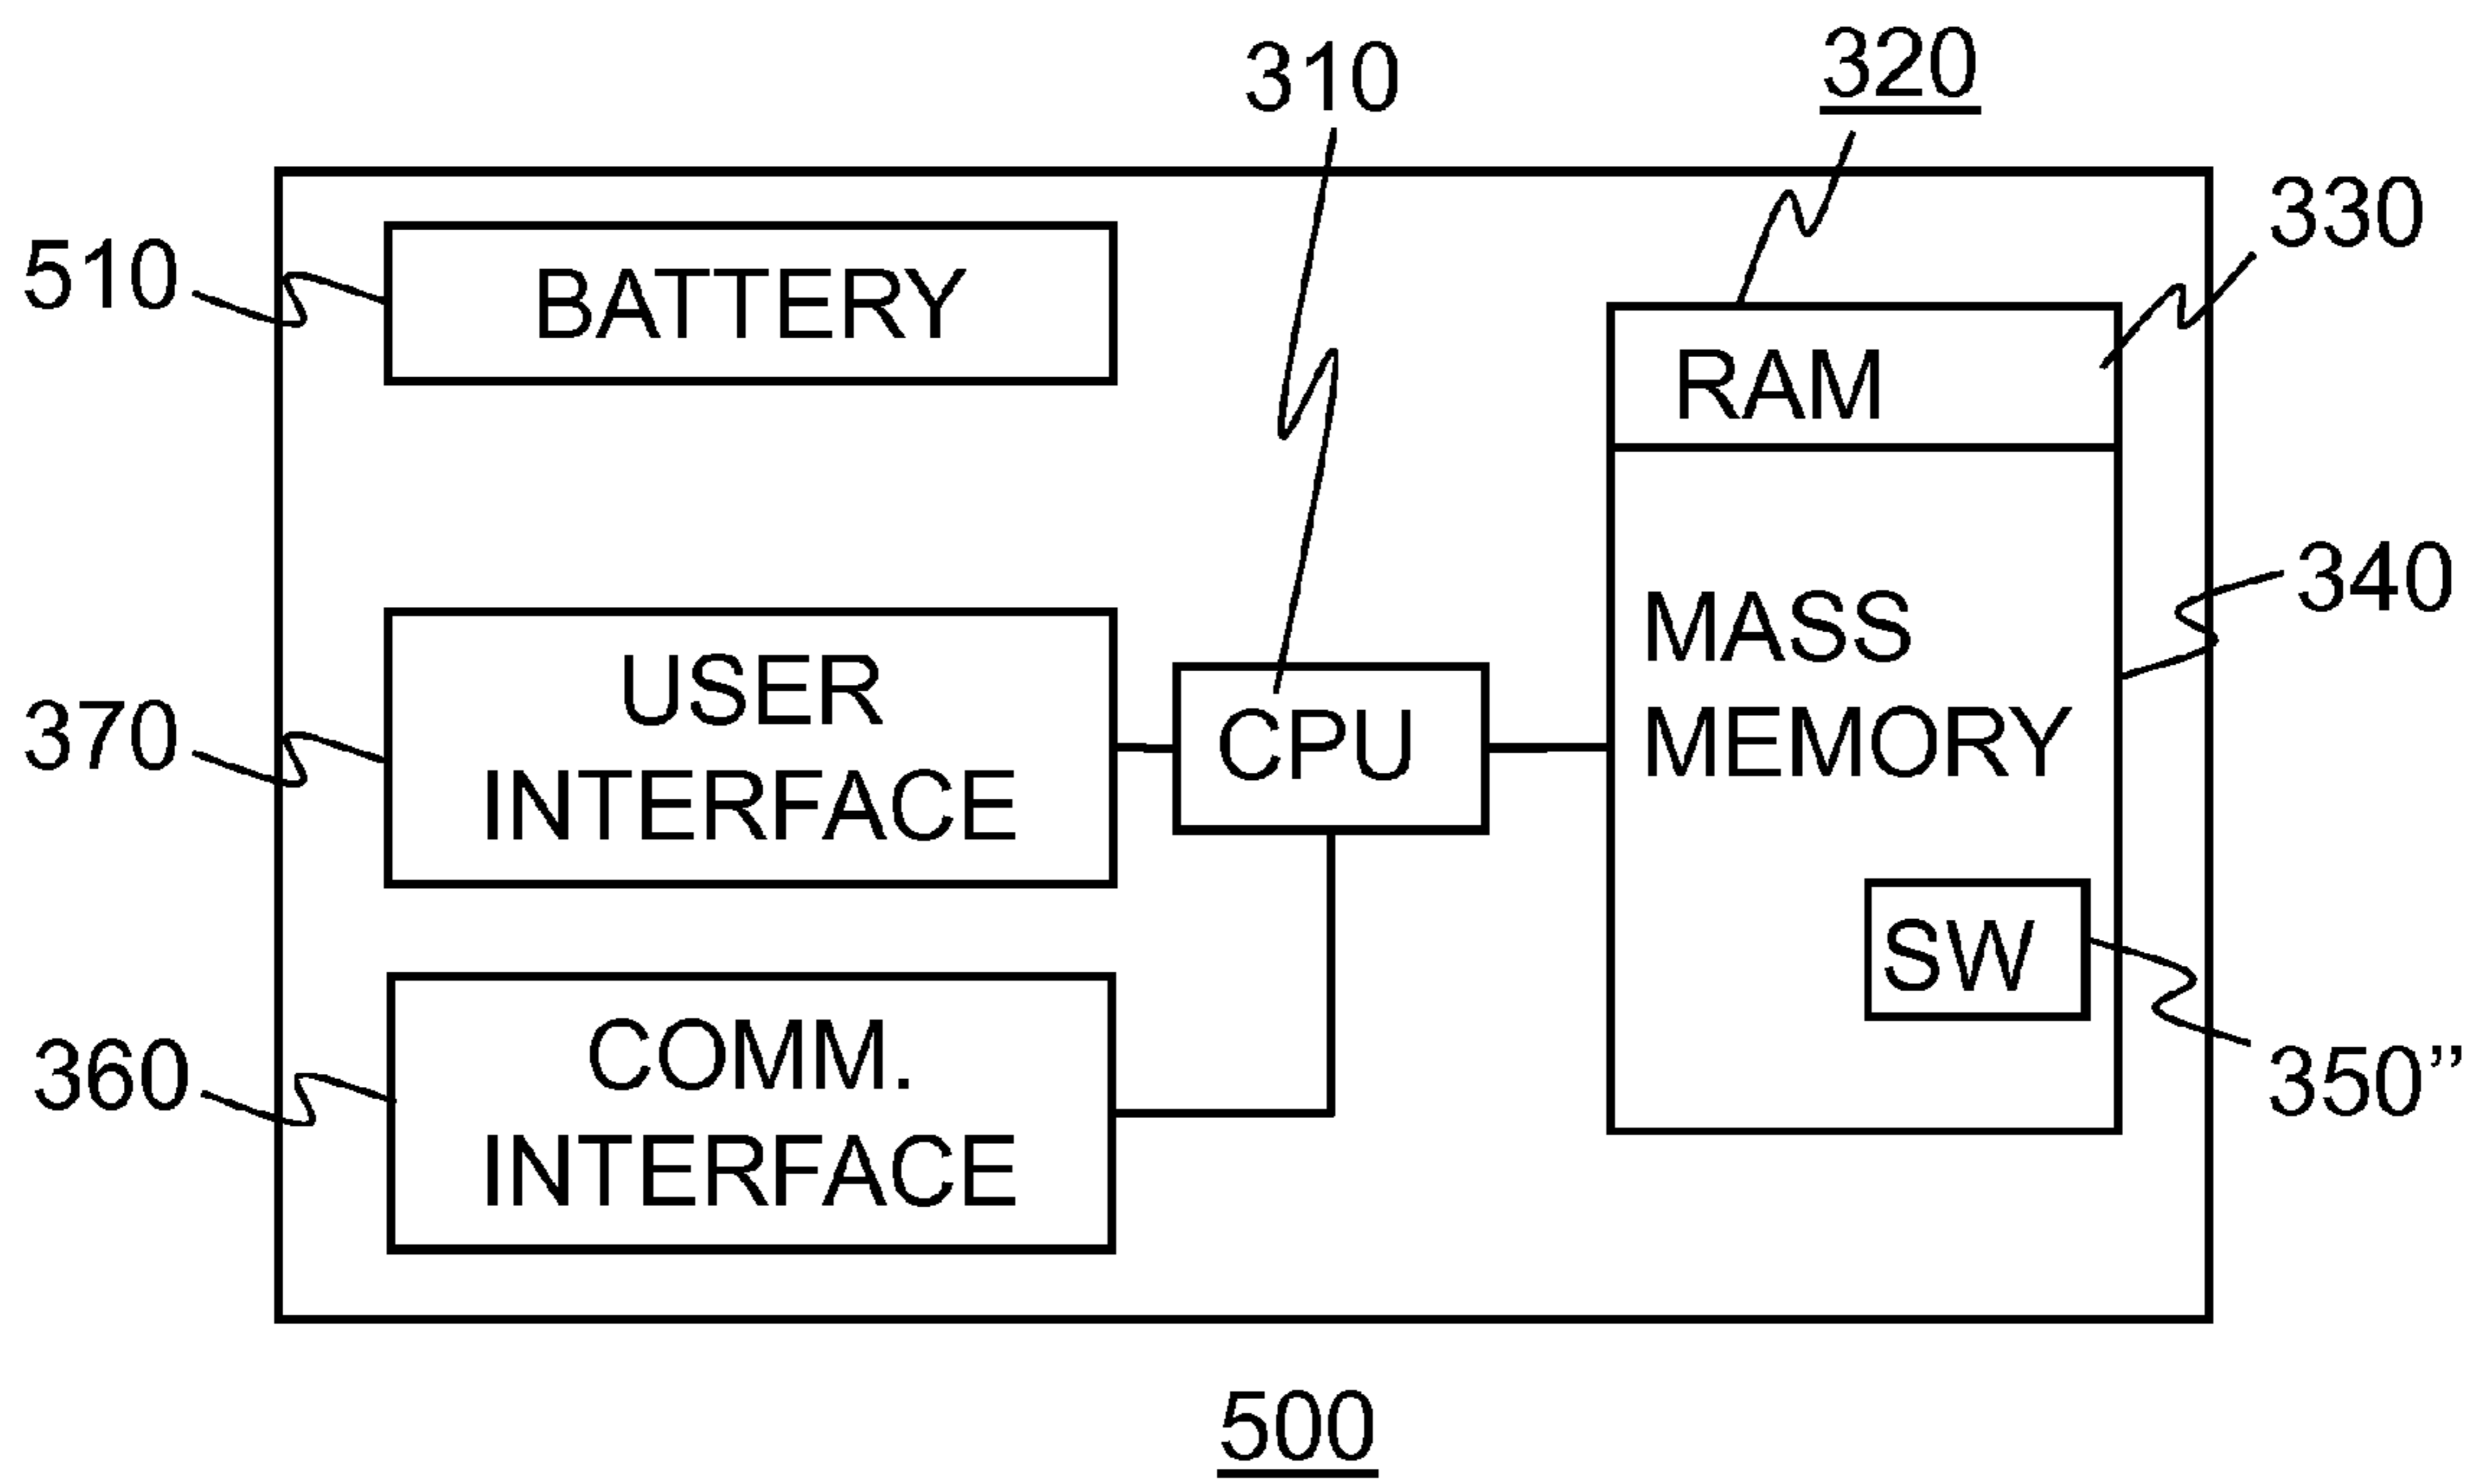 320
310
330
510
BATTERY
RAM
340
MASS
MEMORY
370
USER
INTERFACE
CPU
SW
350”
360
COMM.
INTERFACE
500